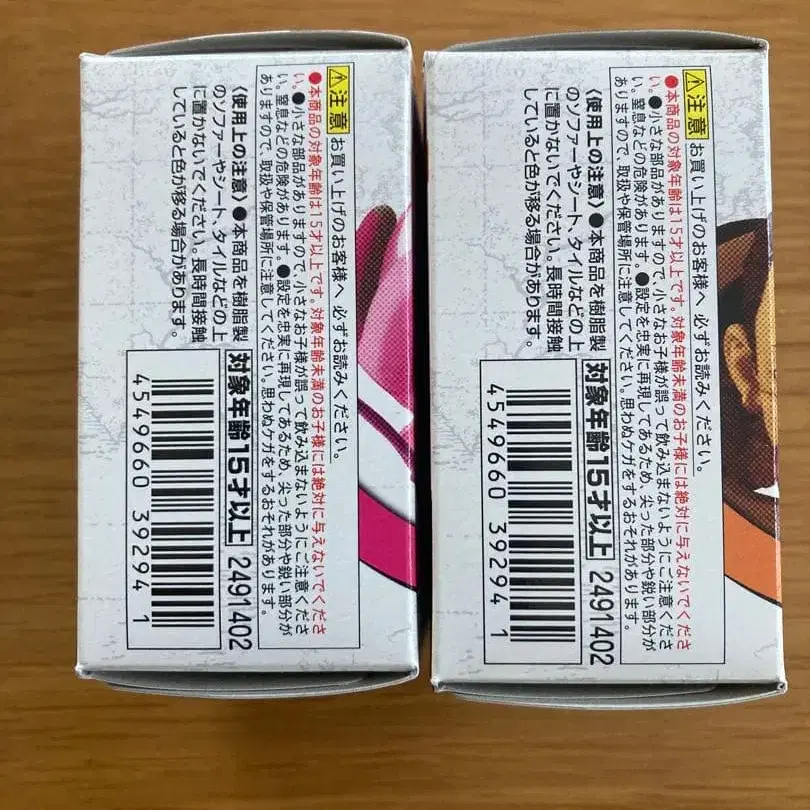 ⚠注意 お買い上げのお客様へ 必ずお読みください。
●本商品の対象年齢は15才以上です。対象年齢未満のお子様には絶対に与えないでくださ
い。●小さな部品がありますので、小さなお子様が誤って飲み込まないようにご注意くださ
い。窒息などの危険があります。●設定を忠実に再現してあるため、尖った部分や鋭い部分が
ありますので、取扱や保管場所に注意してください。思わぬケガをするおそれがあります。
〈使用上の注意〉●本商品を樹脂製
のソファーやシート、タイルなどの上
に置かないでください。長時間接触
していると色が移る場合があります。
対象年齢15才以上 2491402
4549660 392941
⚠注意 お買い上げのお客様へ 必ずお読みください。
●本商品の対象年齢は15才以上です。対象年齢未満のお子様には絶対に与えないでくださ
い。●小さな部品がありますので、小さなお子様が誤って飲み込まないようにご注意くださ
い。窒息などの危険があります。●設定を忠実に再現してあるため、尖った部分や鋭い部分が
ありますので、取扱や保管場所に注意してください。思わぬケガをするおそれがあります。
〈使用上の注意〉●本商品を樹脂製
のソファーやシート、タイルなどの上
に置かないでください。長時間接触
していると色が移る場合があります。
対象年齢15才以上 2491402
4549660 392941